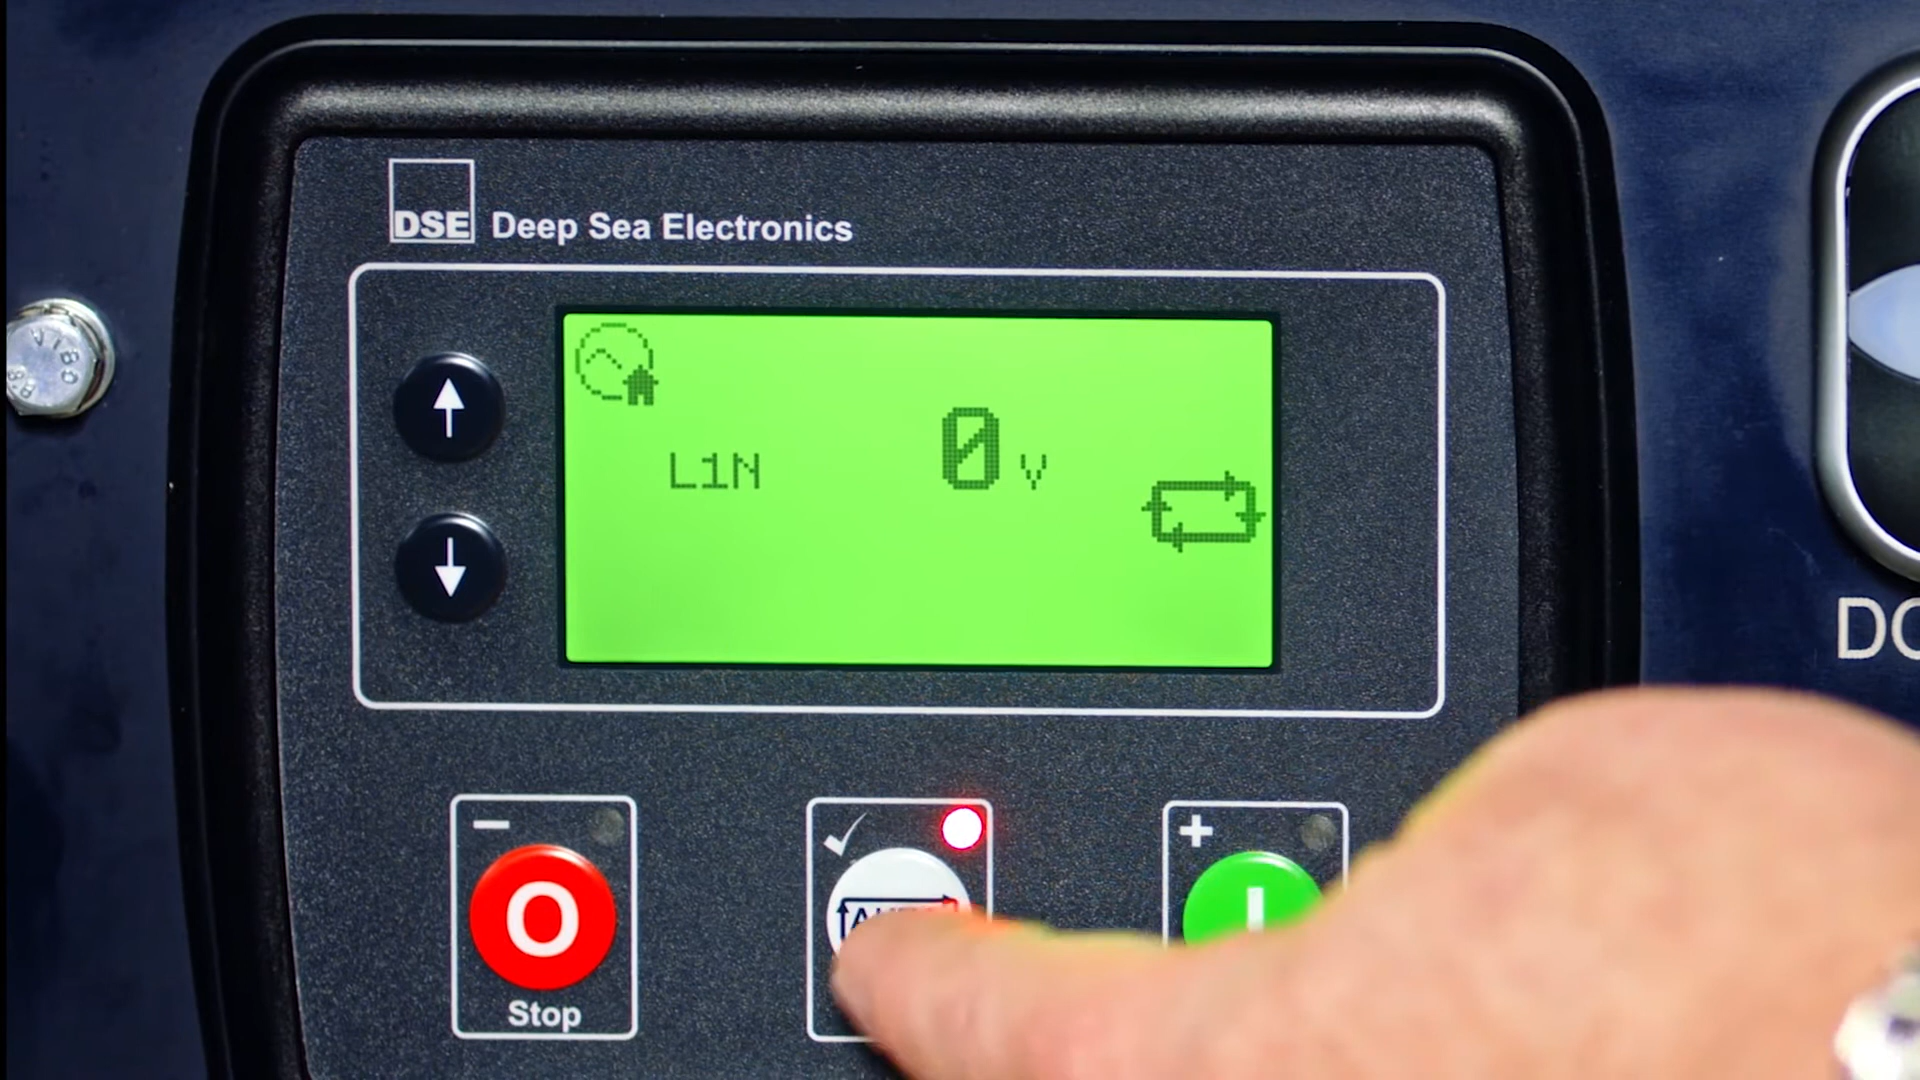 DSE Deep Sea Electronics
L1N 0 V
DC
O
Stop